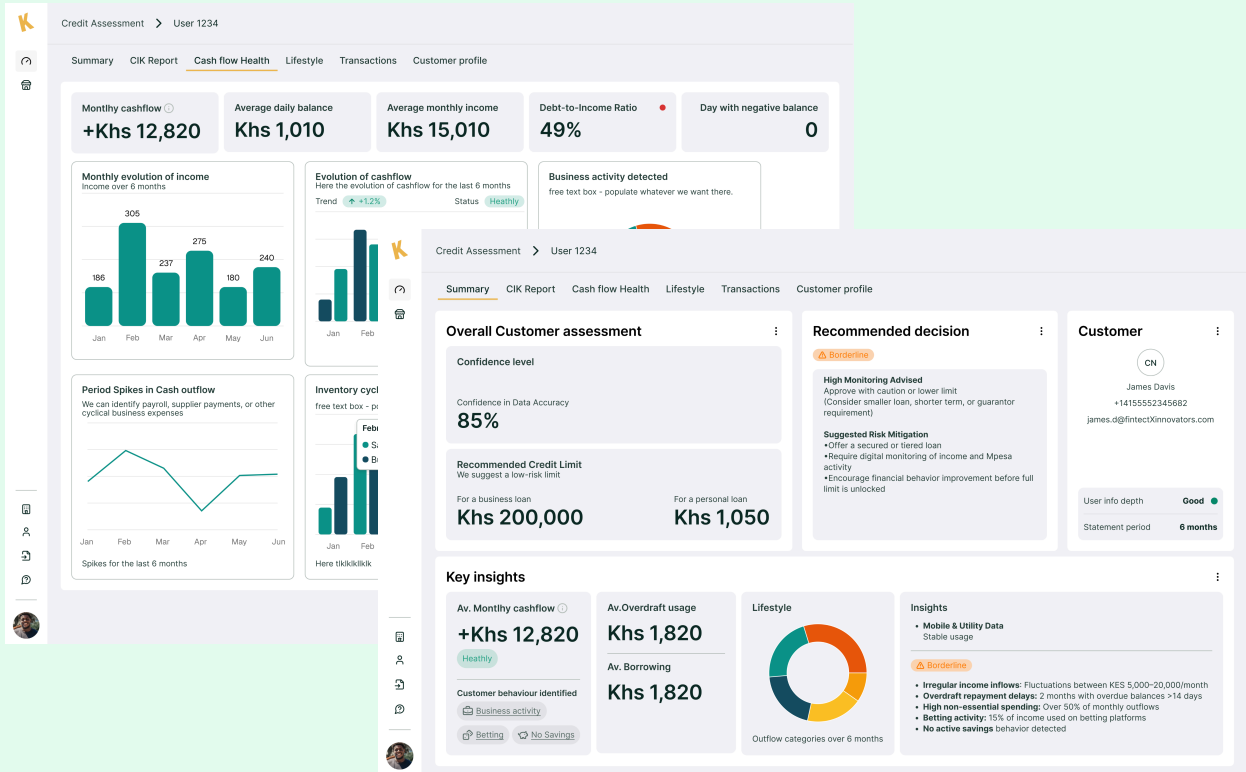 Credit Assessment > User 1234
Summary CIK Report Cash flow Health Lifestyle Transactions Customer profile
Montlhy cashflow
+Khs 12,820
Average daily balance
Khs 1,010
Average monthly income
Khs 15,010
Debt-to-Income Ratio
49%
Day with negative balance
0
Monthly evolution of income
Income over 6 months
305
275
237
240
186
180
Jan Feb Mar Apr May Jun
Evolution of cashflow
Here the evolution of cashflow for the last 6 months
Trend +1.2% Status Heathly
Jan Feb
Business activity detected
free text box - populate whatever we want there.
Period Spikes in Cash outflow
We can identify payroll, supplier payments, or other
cyclical business expenses
Jan Feb Mar Apr May Jun
Spikes for the last 6 months
Inventory cycl
free text box - p
Febr
Sa
B
Jan Feb
Here tlklklkllklk
Credit Assessment > User 1234
Summary CIK Report Cash flow Health Lifestyle Transactions Customer profile
Overall Customer assessment
Confidence level
Confidence in Data Accuracy
85%
Recommended Credit Limit
We suggest a low-risk limit
For a business loan
Khs 200,000
For a personal loan
Khs 1,050
Recommended decision
Borderline
High Monitoring Advised
Approve with caution or lower limit
(Consider smaller loan, shorter term, or guarantor
requirement)
Suggested Risk Mitigation
•Offer a secured or tiered loan
•Require digital monitoring of income and Mpesa
activity
•Encourage financial behavior improvement before full
limit is unlocked
Customer
CN
James Davis
+14155552345682
james.d@fintectXinnovators.com
User info depth Good
Statement period 6 months
Key insights
Av. Montlhy cashflow
+Khs 12,820
Heathly
Customer behaviour identified
Business activity
Betting No Savings
Av.Overdraft usage
Khs 1,820
Av. Borrowing
Khs 1,820
Lifestyle
Outflow categories over 6 months
Insights
• Mobile & Utility Data
Stable usage
Borderline
• Irregular income inflows: Fluctuations between KES 5,000–20,000/month
• Overdraft repayment delays: 2 months with overdue balances >14 days
• High non-essential spending: Over 50% of monthly outflows
• Betting activity: 15% of income used on betting platforms
• No active savings behavior detected